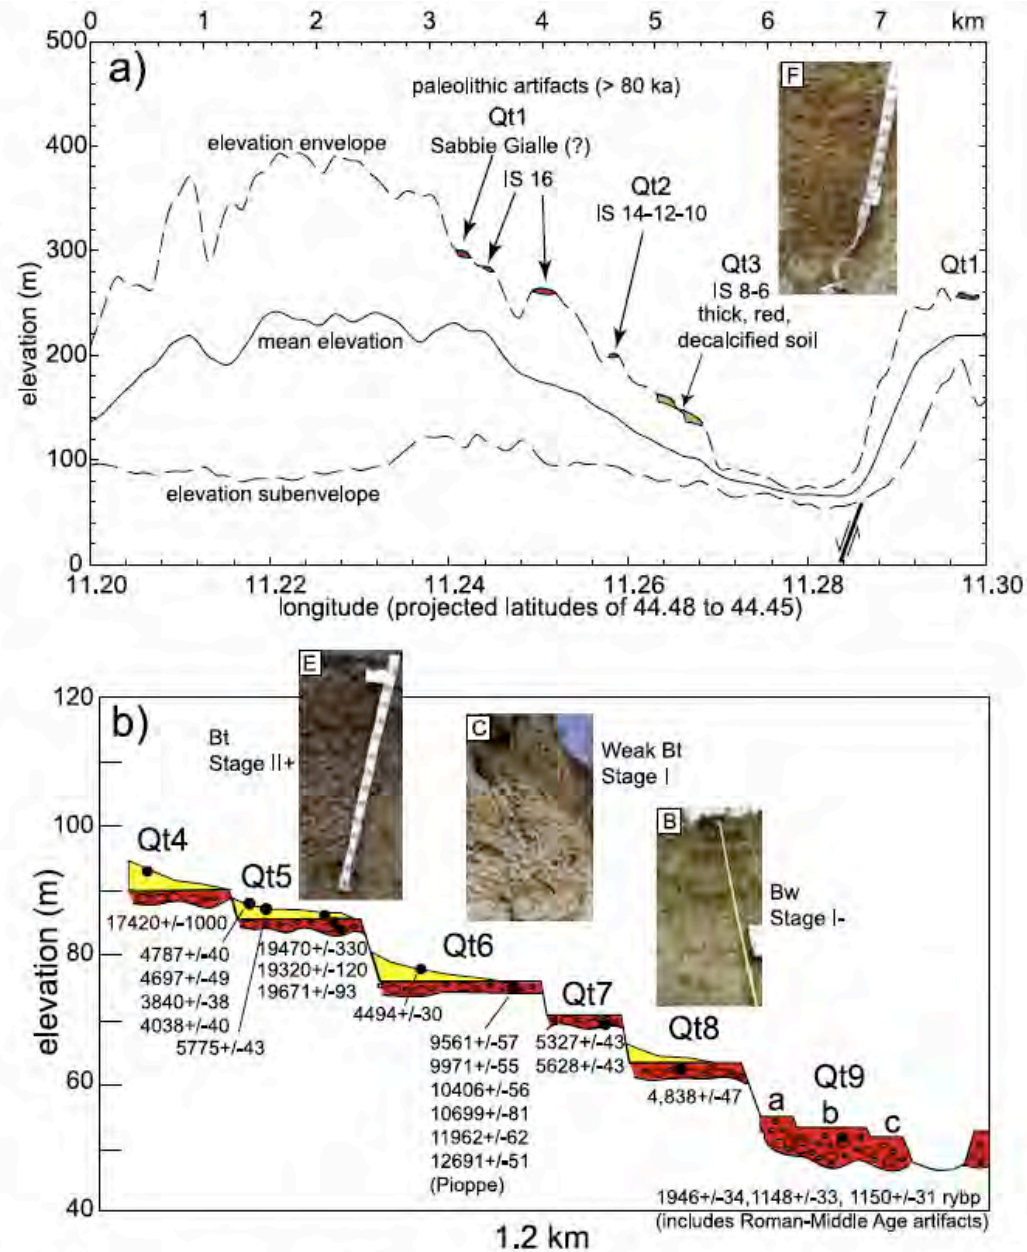 0 1 2 3 4 5 6 7 km
500
a)
F
paleolithic artifacts (> 80 ka)
Qt1
400
elevation envelope
Sabbie Gialle (?)
IS 16
Qt2
IS 14-12-10
300
Qt3
Qt1
IS 8-6
thick, red,
decalcified soil
200
mean elevation
elevation (m)
100
elevation subenvelope
0
11.20 11.22 11.24 11.26 11.28 11.30
longitude (projected latitudes of 44.48 to 44.45)
E
120
b)
C
Bt
Stage II+
Weak Bt
Stage I
B
100
Qt4
Qt5
Bw
Stage I-
elevation (m)
17420+/-1000
4787+/-40
4697+/-49
3840+/-38
4038+/-40
5775+/-43
19470+/-330
19320+/-120
19671+/-93
80
Qt6
4494+/-30
Qt7
9561+/-57
9971+/-55
10406+/-56
10699+/-81
11962+/-62
12691+/-51
(Pioppe)
5327+/-43
5628+/-43
Qt8
4,838+/-47
60
Qt9
a
b
c
1946+/-34,1148+/-33, 1150+/-31 rybp
(includes Roman-Middle Age artifacts)
40
1.2 km